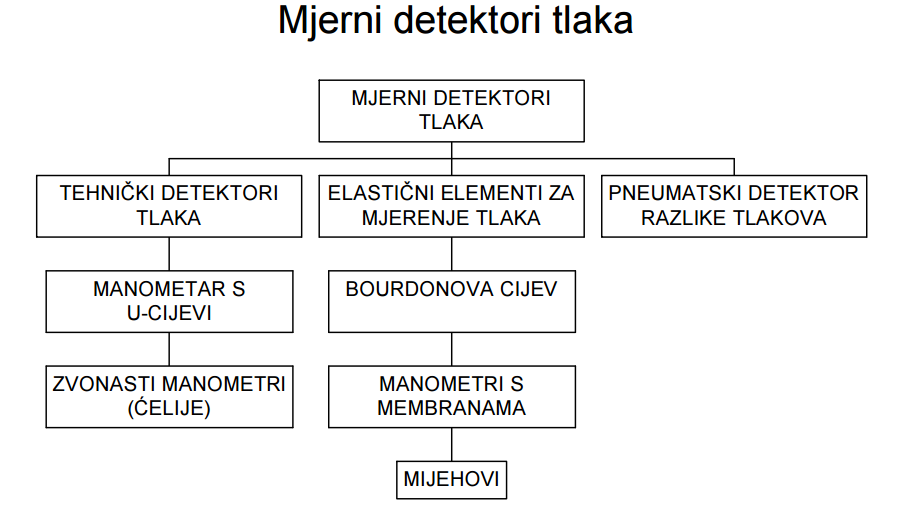 Mjerni detektori tlaka
MJERNI DETEKTORI
TLAKA
TEHNIČKI DETEKTORI
TLAKA
ELASTIČNI ELEMENTI ZA
MJERENJE TLAKA
PNEUMATSKI DETEKTOR
RAZLIKE TLAKOVA
MANOMETAR S
U-CIJEVI
BOURDONOVA CIJEV
ZVONASTI MANOMETRI
(ĆELIJE)
MANOMETRI S
MEMBRANAMA
MIJEHOVI